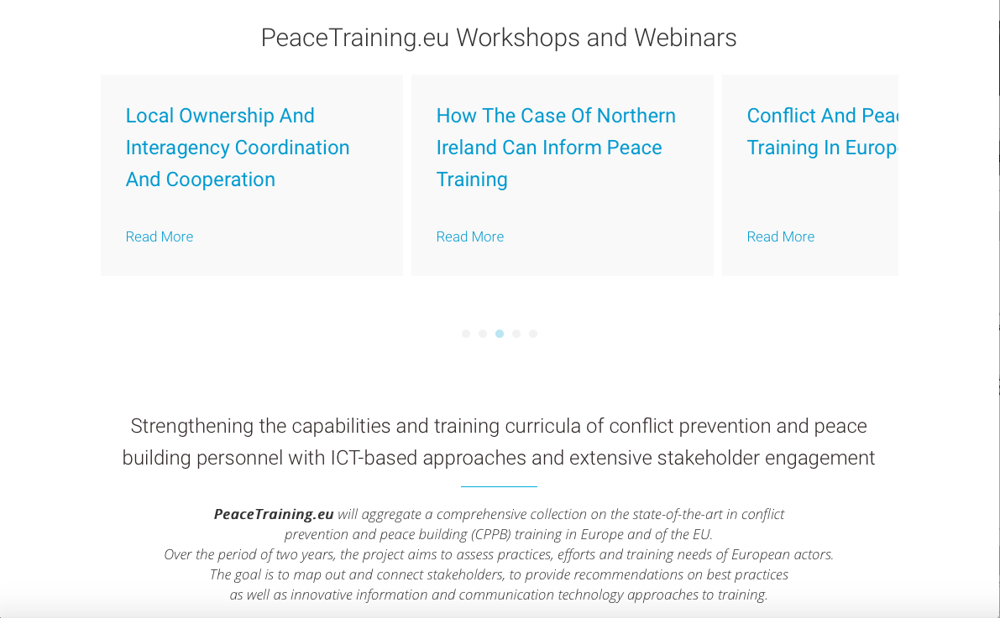 PeaceTraining.eu Workshops and Webinars
Local Ownership And
Interagency Coordination
And Cooperation
Read More
How The Case Of Northern
Ireland Can Inform Peace
Training
Read More
Conflict And
Training In
Read More
Strengthening the capabilities and training curricula of conflict prevention and peace
building personnel with ICT-based approaches and extensive stakeholder engagement
PeaceTraining.eu will aggregate a comprehensive collection on the state-of-the-art in conflict
prevention and peace building (CPPB) training in Europe and of the EU.
Over the period of two years, the project aims to assess practices, efforts and training needs of European actors.
The goal is to map out and connect stakeholders, to provide recommendations on best practices
as well as innovative information and communication technology approaches to training.